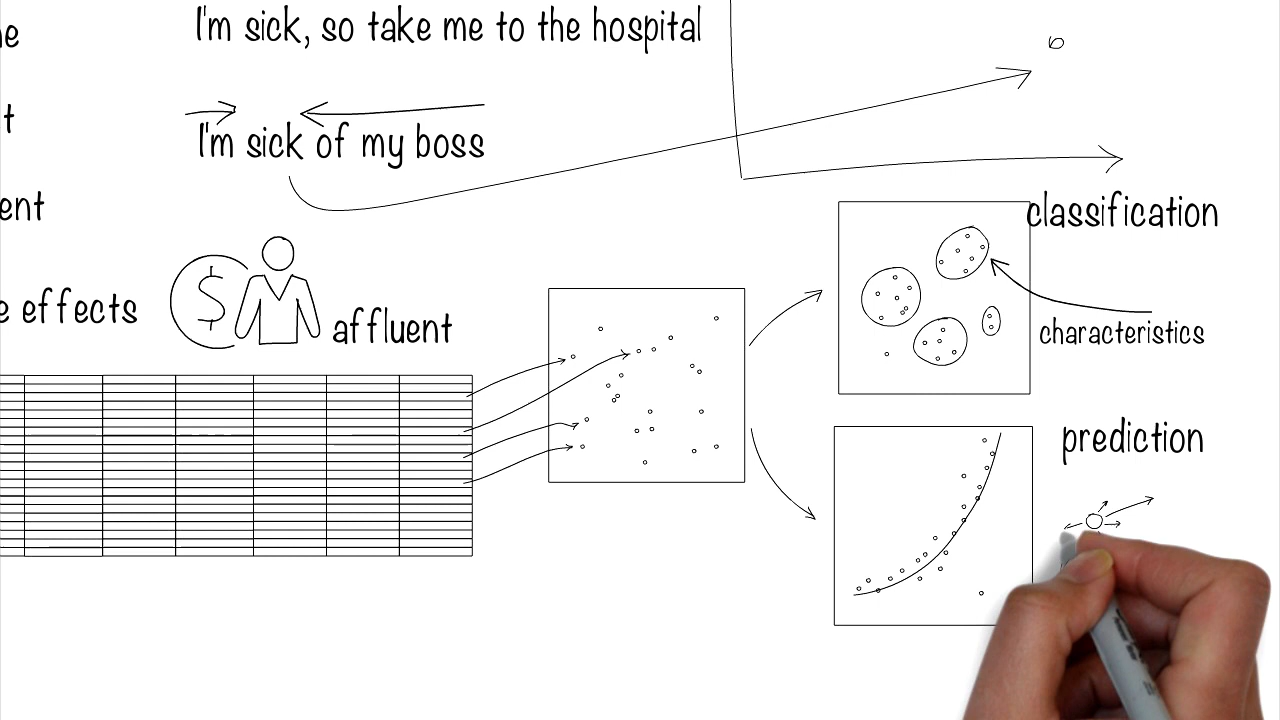 I'm sick, so take me to the hospital
I'm sick of my boss
classification
e effects
$
affluent
characteristics
prediction